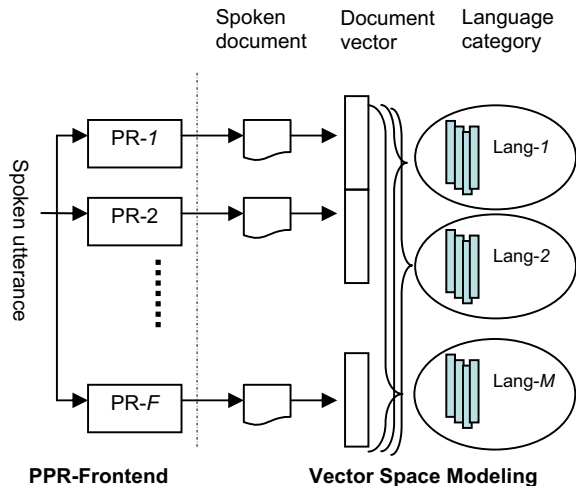 Spoken document
Document vector
Language category
Spoken utterance
PR-1
Lang-1
PR-2
Lang-2
PR-F
Lang-M
PPR-Frontend
Vector Space Modeling